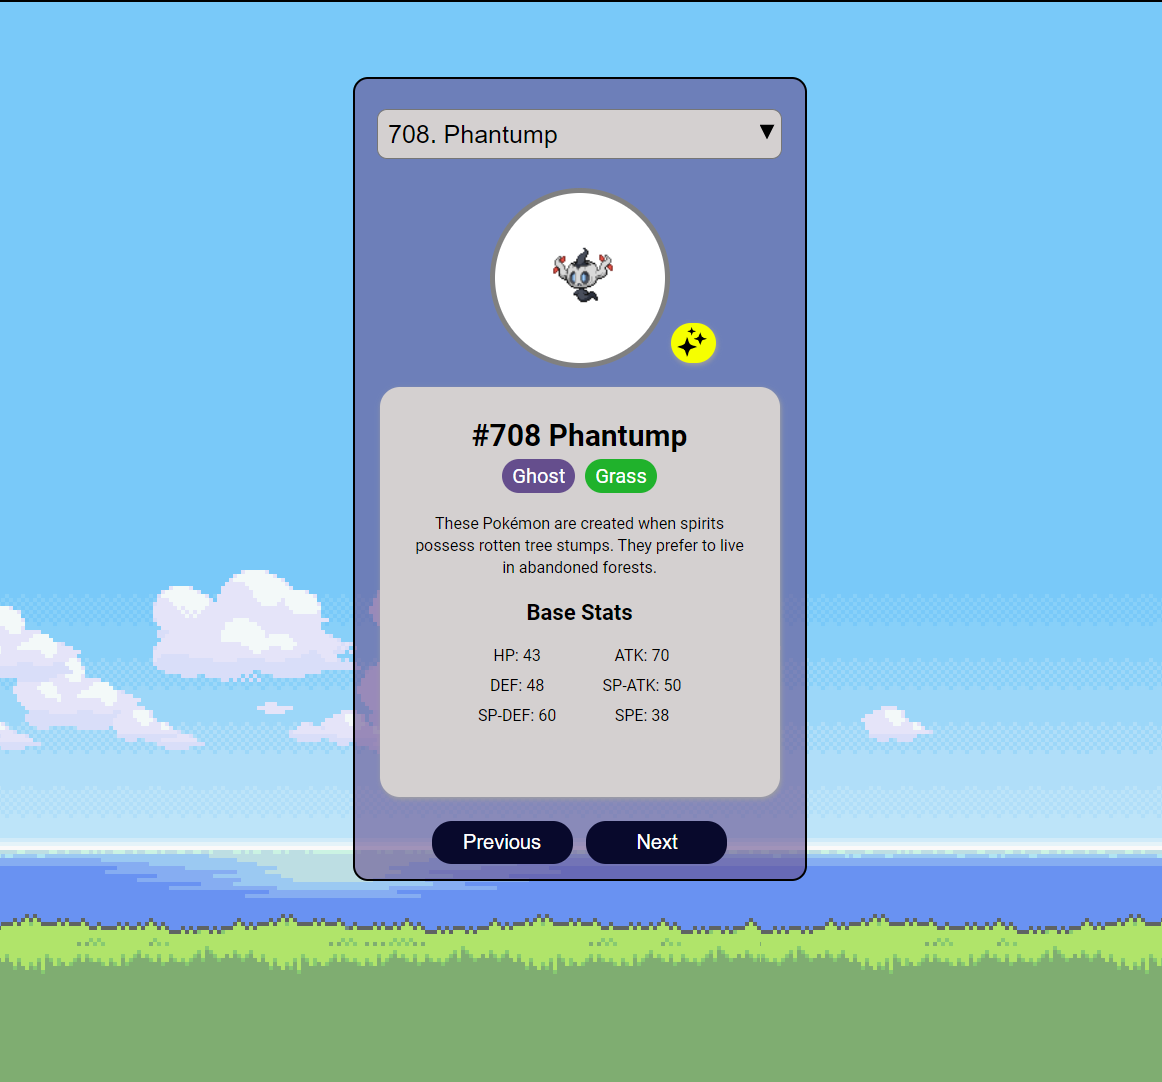 708. Phantump
#708 Phantump
Ghost Grass
These Pokémon are created when spirits
possess rotten tree stumps. They prefer to live
in abandoned forests.
Base Stats
HP: 43 ATK: 70
DEF: 48 SP-ATK: 50
SP-DEF: 60 SPE: 38
Previous Next